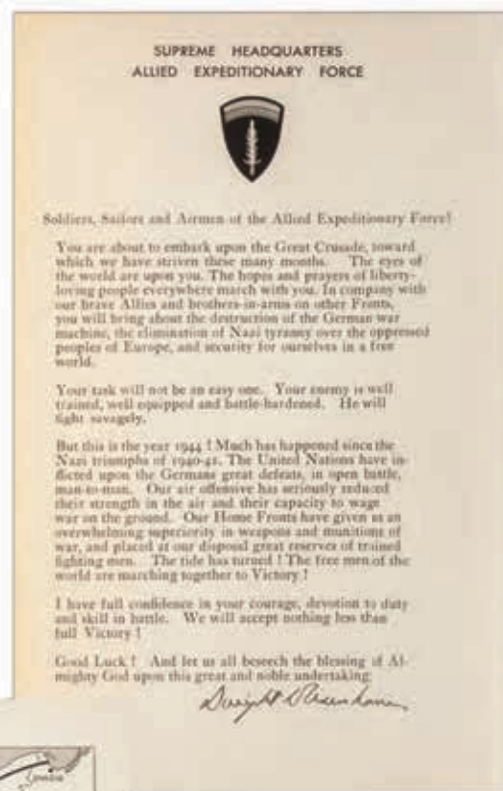 SUPREME HEADQUARTERS
ALLIED EXPEDITIONARY FORCE
Soldiers, Sailors and Airmen of the Allied Expeditionary Force!
You are about to embark upon the Great Crusade, toward
which we have striven these many months. The eyes of
the world are upon you. The hopes and prayers of liberty-
loving people everywhere march with you. In company with
our brave Allies and brothers-in-arms on other Fronts,
you will bring about the destruction of the German war
machine, the elimination of Nazi tyranny over the oppressed
peoples of Europe, and security for ourselves in a free
world.
Your task will not be an easy one. Your enemy is well
trained, well equipped and battle-hardened. He will
fight savagely.
But this is the year 1944 ! Much has happened since the
Nazi triumphs of 1940-41. The United Nations have in-
flicted upon the Germans great defeats, in open battle,
man-to-man. Our air offensive has seriously reduced
their strength in the air and their capacity to wage
war on the ground. Our Home Fronts have given us an
overwhelming superiority in weapons and munitions of
war, and placed at our disposal great reserves of trained
fighting men. The tide has turned ! The free men of the
world are marching together to Victory !
I have full confidence in your courage, devotion to duty
and skill in battle. We will accept nothing less than
full Victory !
Good Luck ! And let us all beseech the blessing of Al-
mighty God upon this great and noble undertaking.
Dwight D Eisenhower